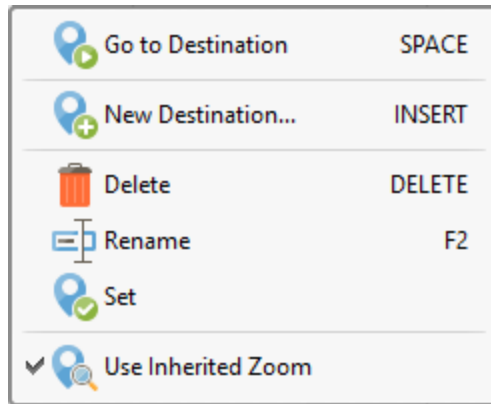 Go to Destination SPACE
New Destination... INSERT
Delete DELETE
Rename F2
Set
Use Inherited Zoom